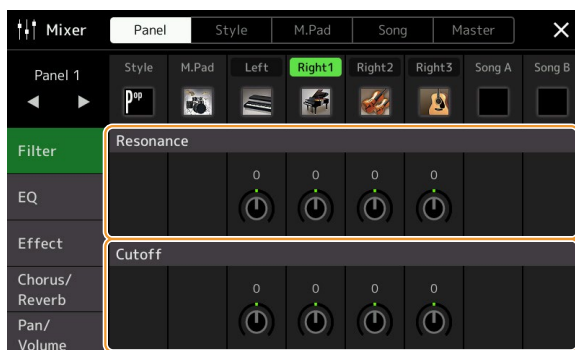 Mixer Panel Style M.Pad Song Master
Panel 1 Style M.Pad Left Right1 Right2 Right3 Song A Song B
Pop
Filter
Resonance
0 0 0 0
EQ
Effect
Cutoff
Chorus/
Reverb
0 0 0 0
Pan/
Volume